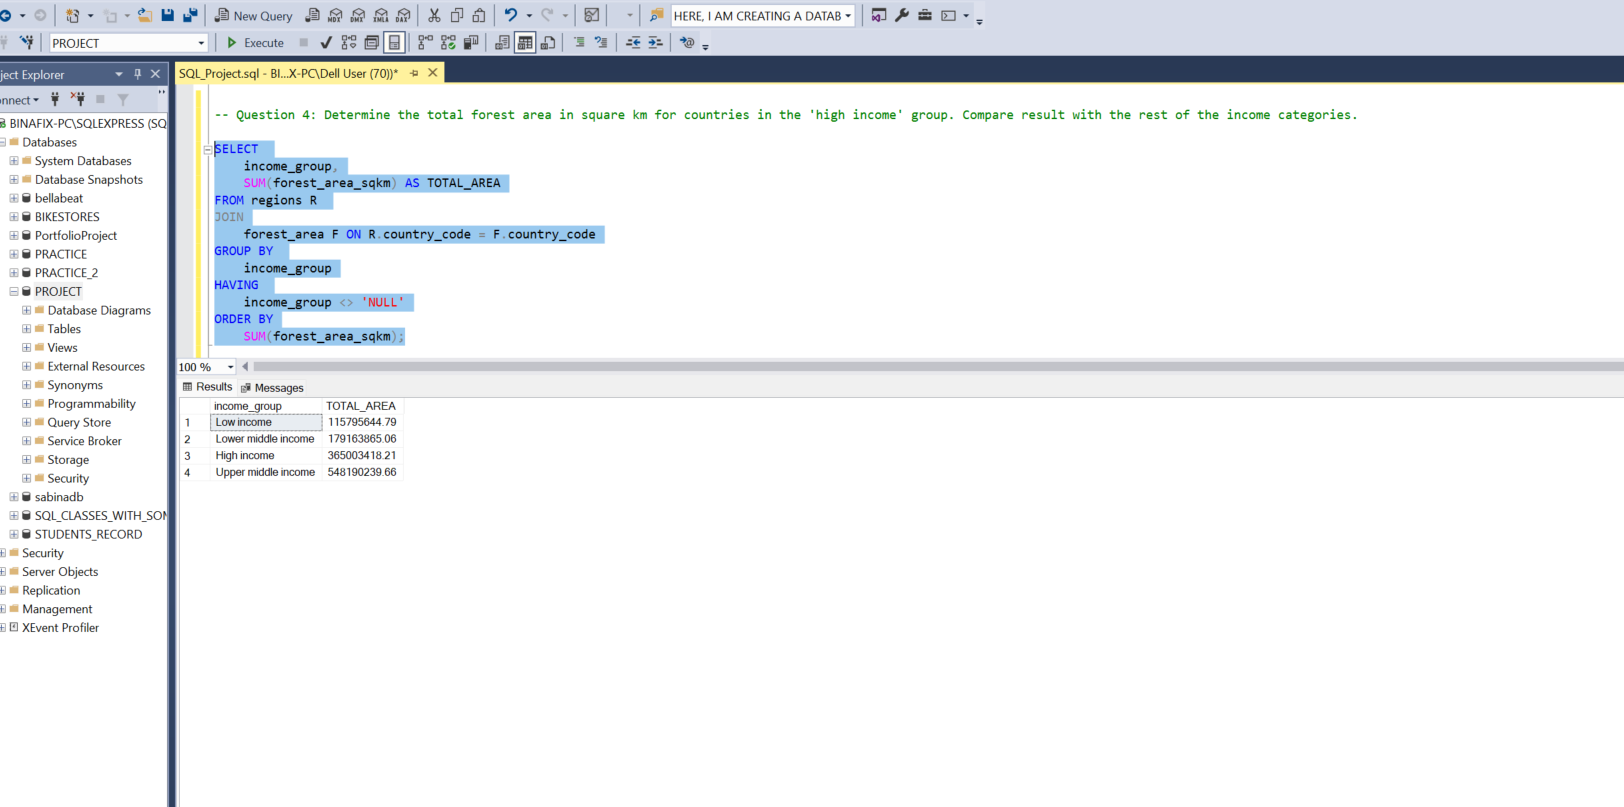 New Query
MDX DMX XMLA DAX
HERE, I AM CREATING A DATAB
PROJECT
Execute
ject Explorer
SQL_Project.sql - BI...X-PC\Dell User (70))*
onnect
BINAFIX-PC\SQLEXPRESS (SQ
Databases
System Databases
Database Snapshots
bellabeat
BIKESTORES
PortfolioProject
PRACTICE
PRACTICE_2
PROJECT
Database Diagrams
Tables
Views
External Resources
Synonyms
Programmability
Query Store
Service Broker
Storage
Security
sabinadb
SQL_CLASSES_WITH_SOM
STUDENTS_RECORD
Security
Server Objects
Replication
Management
XEvent Profiler
-- Question 4: Determine the total forest area in square km for countries in the 'high income' group. Compare result with the rest of the income categories.
SELECT
income_group,
SUM(forest_area_sqkm) AS TOTAL_AREA
FROM regions R
JOIN
forest_area F ON R.country_code = F.country_code
GROUP BY
income_group
HAVING
income_group <> 'NULL'
ORDER BY
SUM(forest_area_sqkm);
100 %
Results Messages
income_group TOTAL_AREA
1 Low income 115795644.79
2 Lower middle income 179163865.06
3 High income 365003418.21
4 Upper middle income 548190239.66